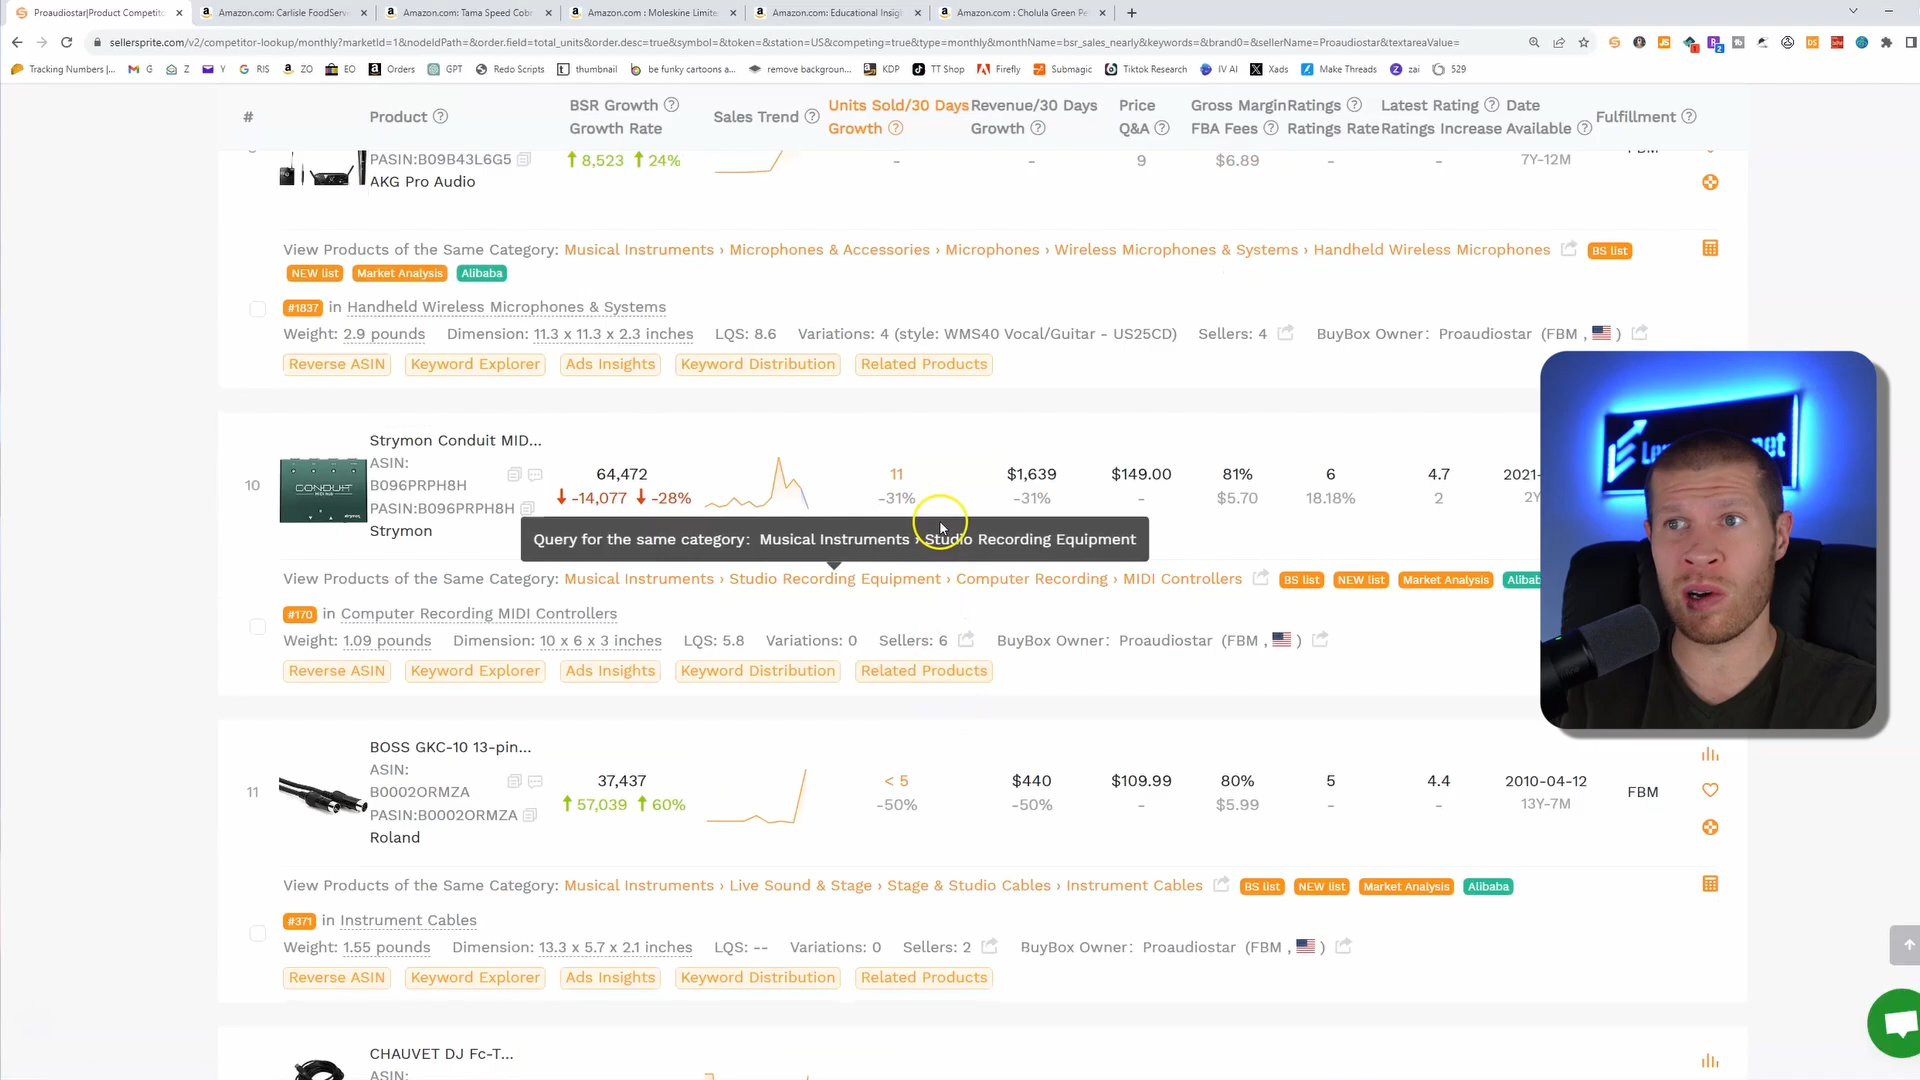 Proaudiostar|Product Competito
Amazon.com: Carlisle FoodServ
Amazon.com: Tama Speed Cobr
Amazon.com : Moleskine Limite
Amazon.com: Educational Insig
Amazon.com : Cholula Green Pe
sellersprite.com/v2/competitor-lookup/monthly?marketId=1&nodeIdPath=&order.field=total_units&order.desc=true&symbol=&token=&station=US&competing=true&type=monthly&monthName=bsr_sales_nearly&keywords=&brand0=&sellerName=Proaudiostar&textareaValue=
Tracking Numbers |... G Z Y RIS ZO EO Orders GPT Redo Scripts thumbnail be funky cartoons a... remove backgroun... KDP TT Shop Firefly Submagic Tiktok Research IV AI Xads Make Threads zai 529
# Product Sales Trend Fulfillment
BSR Growth Units Sold/30 Days Revenue/30 Days Price Gross Margin Ratings Latest Rating Date
Growth Rate Growth Growth Q&A FBA Fees Ratings Rate Ratings Increase Available
PASIN:B09B43L6G5 8,523 24% - - 9 $6.89 - - 7Y-12M
AKG Pro Audio
View Products of the Same Category: Musical Instruments › Microphones & Accessories › Microphones › Wireless Microphones & Systems › Handheld Wireless Microphones BS list
NEW list Market Analysis Alibaba
#1837 in Handheld Wireless Microphones & Systems
Weight: 2.9 pounds Dimension: 11.3 x 11.3 x 2.3 inches LQS: 8.6 Variations: 4 (style: WMS40 Vocal/Guitar - US25CD) Sellers: 4 BuyBox Owner: Proaudiostar (FBM , )
Reverse ASIN Keyword Explorer Ads Insights Keyword Distribution Related Products
Strymon Conduit MID...
ASIN:
10 B096PRPH8H 64,472 11 $1,639 $149.00 81% 6 4.7 2021-
PASIN:B096PRPH8H -14,077 -28% -31% -31% - $5.70 18.18% 2 2Y
Strymon
CONDUIT
Query for the same category: Musical Instruments › Studio Recording Equipment
View Products of the Same Category: Musical Instruments › Studio Recording Equipment › Computer Recording › MIDI Controllers BS list NEW list Market Analysis Alibab
#170 in Computer Recording MIDI Controllers
Weight: 1.09 pounds Dimension: 10 x 6 x 3 inches LQS: 5.8 Variations: 0 Sellers: 6 BuyBox Owner: Proaudiostar (FBM , )
Reverse ASIN Keyword Explorer Ads Insights Keyword Distribution Related Products
BOSS GKC-10 13-pin...
ASIN:
11 B0002ORMZA 37,437 < 5 $440 $109.99 80% 5 4.4 2010-04-12 FBM
PASIN:B0002ORMZA 57,039 60% -50% -50% - $5.99 - - 13Y-7M
Roland
View Products of the Same Category: Musical Instruments › Live Sound & Stage › Stage & Studio Cables › Instrument Cables BS list NEW list Market Analysis Alibaba
#371 in Instrument Cables
Weight: 1.55 pounds Dimension: 13.3 x 5.7 x 2.1 inches LQS: -- Variations: 0 Sellers: 2 BuyBox Owner: Proaudiostar (FBM , )
Reverse ASIN Keyword Explorer Ads Insights Keyword Distribution Related Products
CHAUVET DJ Fc-T...
ASIN: